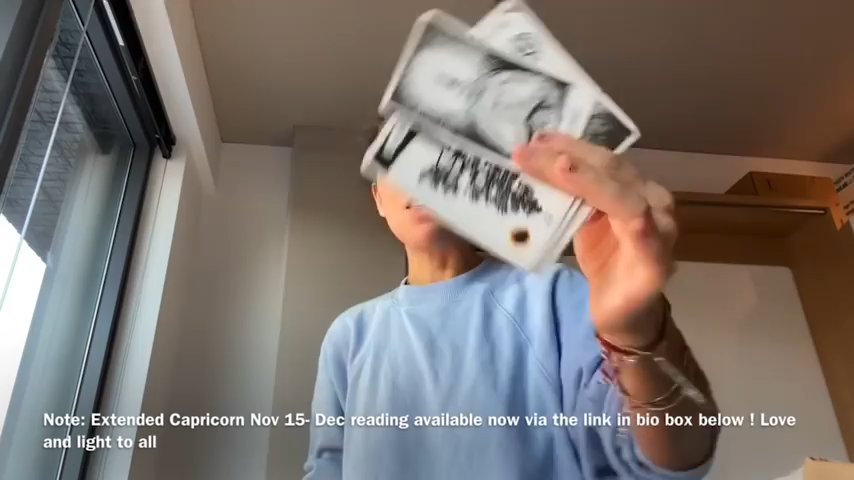 Note: Extended Capricorn Nov 15- Dec reading available now via the link in bio box below ! Love
and light to all